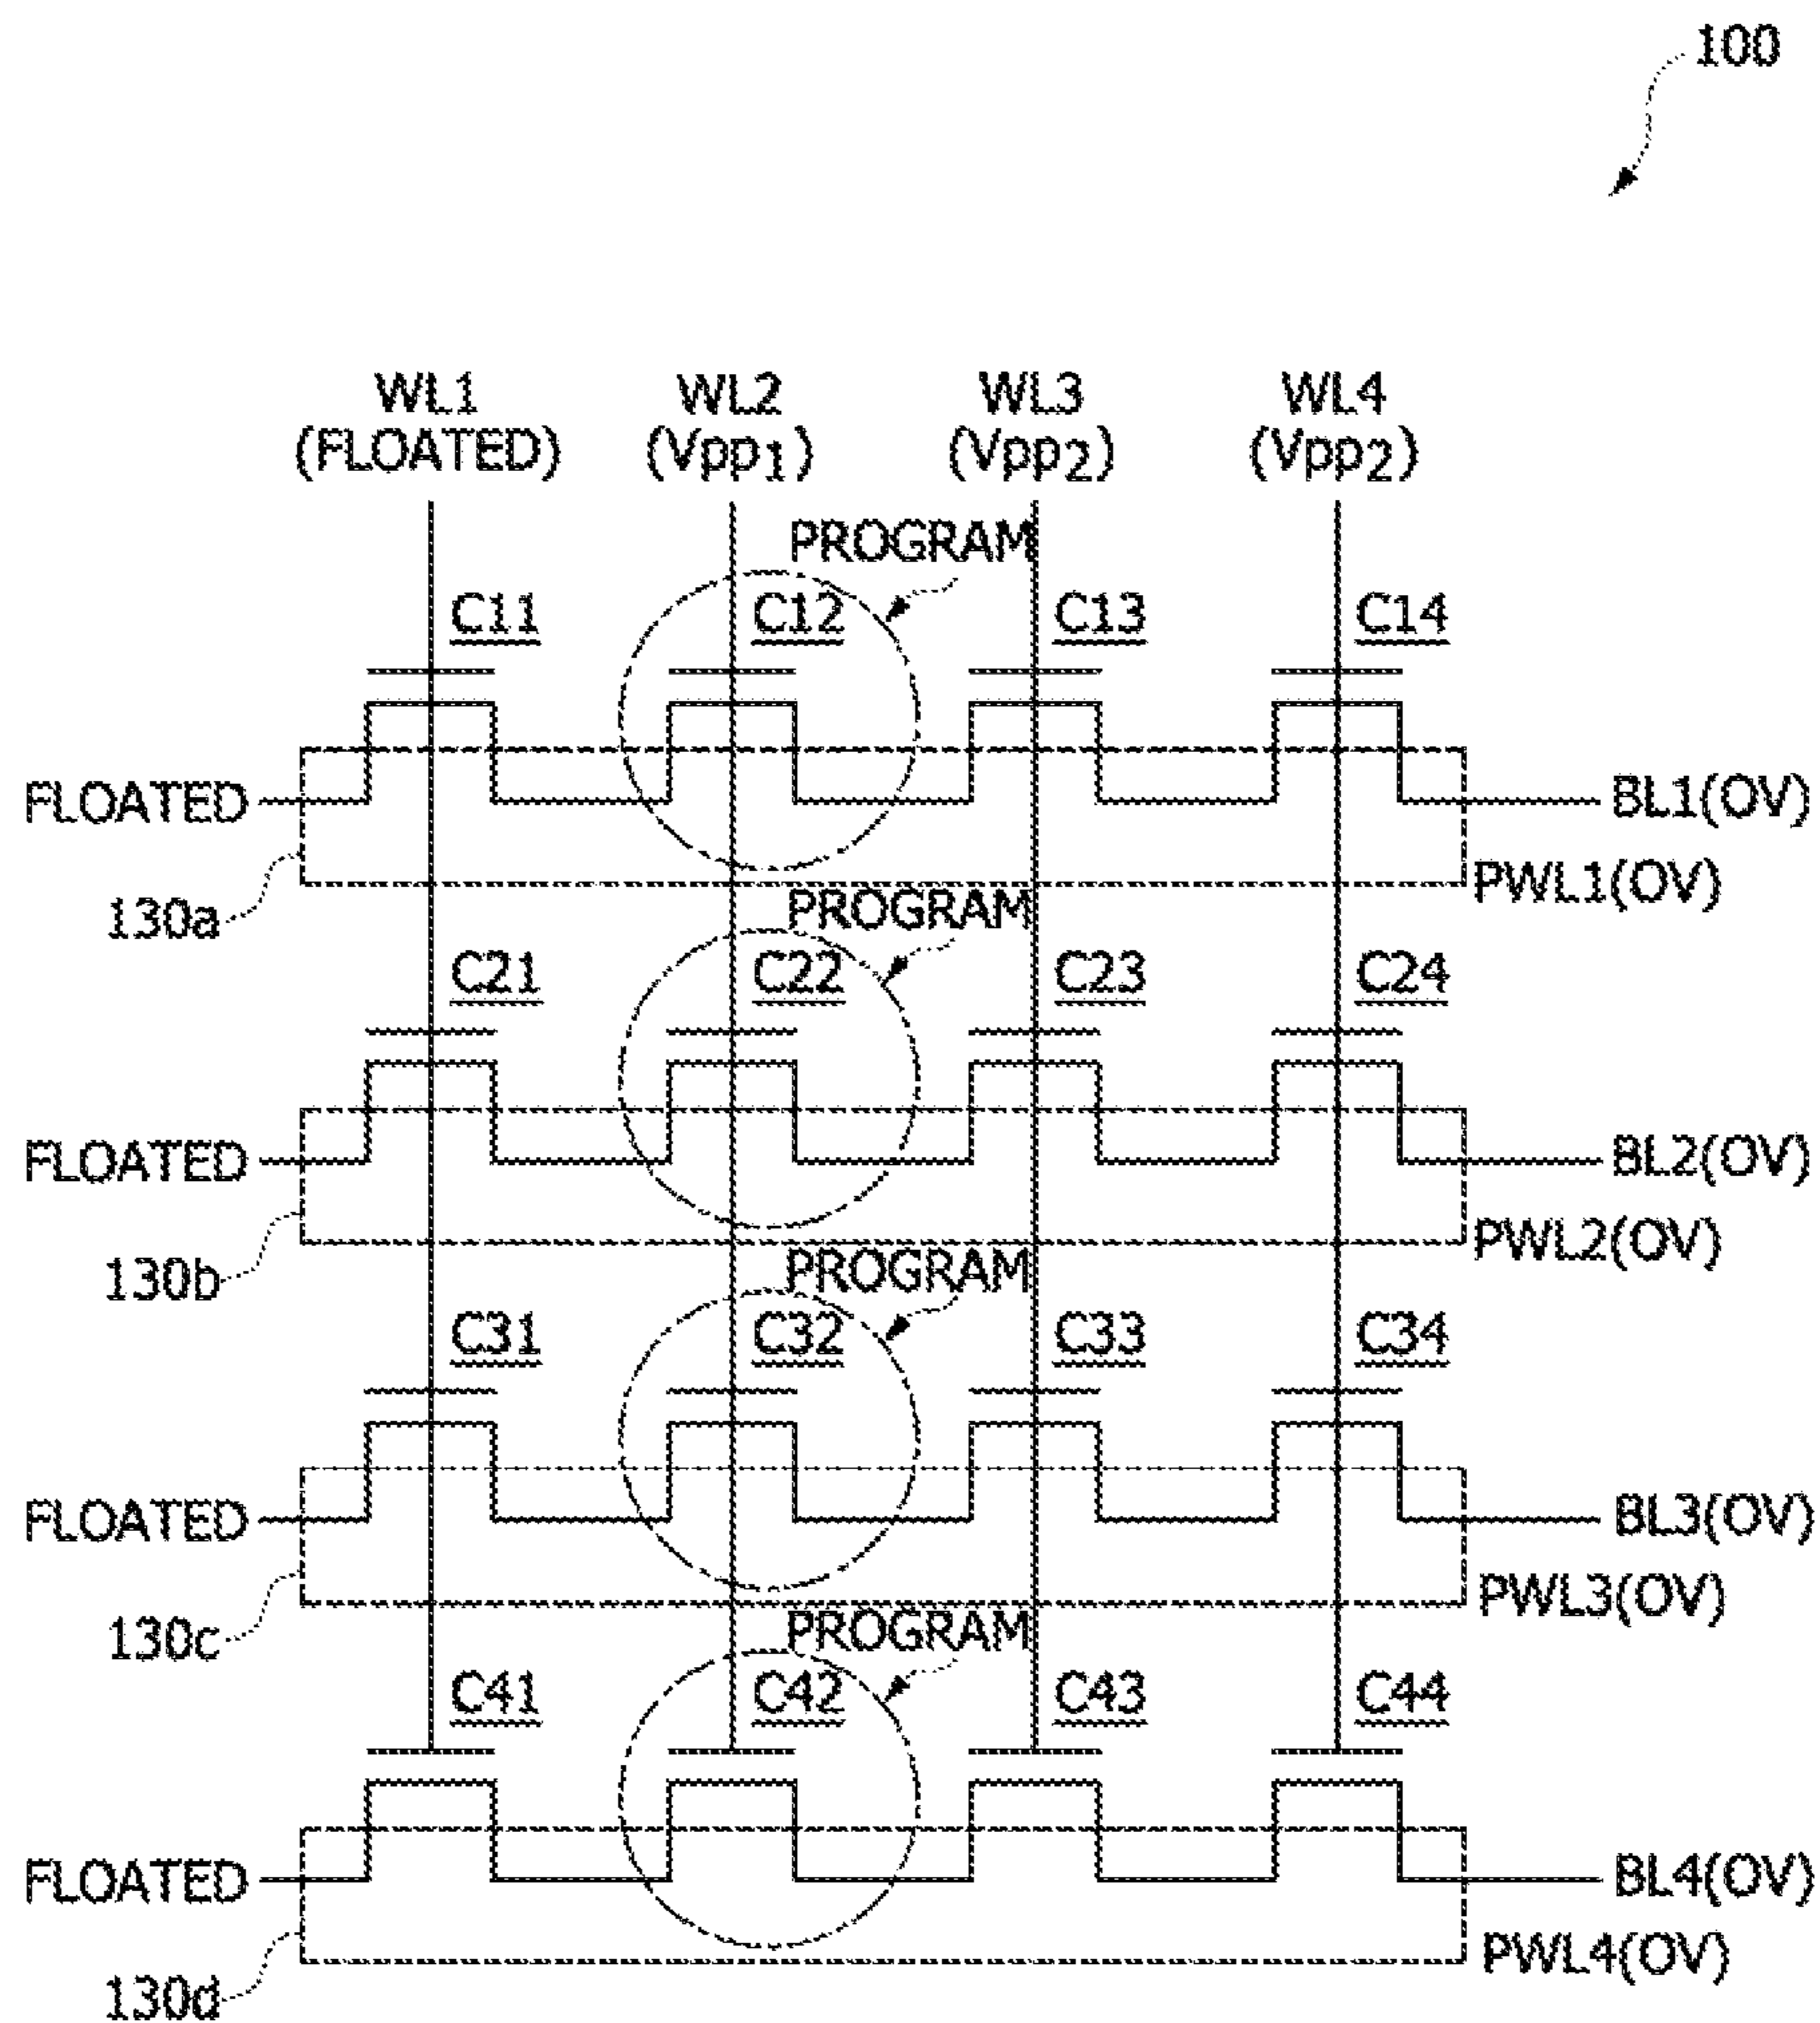 100
WL1 WL2 WL3 WL4
(FLOATED) (Vpp1) (Vpp2) (Vpp2)
PROGRAM
C11 C12 C13 C14
FLOATED BL1(0V)
130a PWL1(0V)
PROGRAM
C21 C22 C23 C24
FLOATED BL2(0V)
130b PWL2(0V)
PROGRAM
C31 C32 C33 C34
FLOATED BL3(0V)
130c PWL3(0V)
PROGRAM
C41 C42 C43 C44
FLOATED BL4(0V)
130d PWL4(0V)